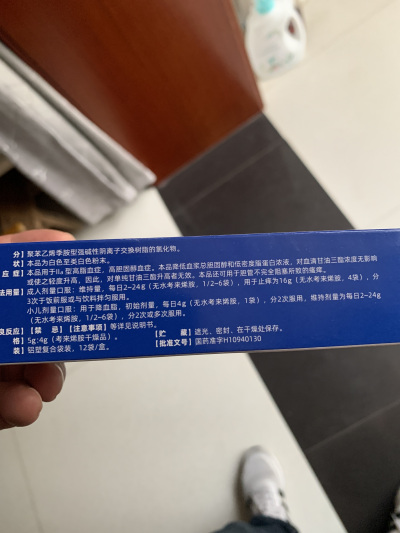 分】聚苯乙烯季胺型强碱性阴离子交换树脂的氯化物。
状】本品为白色至类白色粉末。
应 症】本品用于Ⅱa 型高脂血症，高胆固醇血症。本品降低血浆总胆固醇和低密度脂蛋白浓液，对血清甘油三酯浓度无影响
或使之轻度升高，因此，对单纯甘油三酯升高者无效。本品还可用于胆管不完全阻塞所致的瘙痒。
法用量】成人剂量口服：维持量，每日2~24g（无水考来烯胺，1/2~6袋），用于止痒为16g（无水考来烯胺，4袋），分
3次于饭前服或与饮料拌匀服用。
小儿剂量口服：用于降血脂，初始剂量，每日4g（无水考来烯胺，1袋），分2次服用，维持剂量为每日2~24g
（无水考来烯胺，1/2~6袋），分2次或多次服用。
良反应】【禁 忌】【注意事项】等详见说明书。
格】5g:4g（考来烯胺干燥品）。 【贮 藏】遮光，密封，在干燥处保存。
装】铝塑复合袋装，12袋/盒。 【批准文号】国药准字H10940130